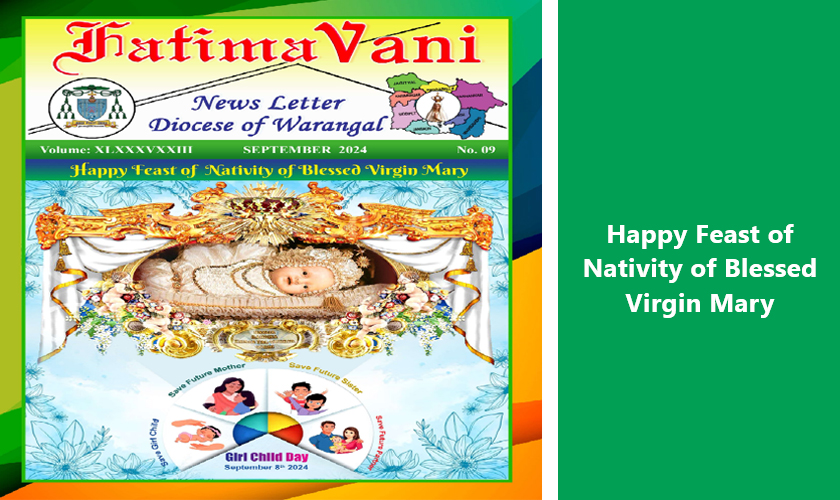 FatimaVani
News Letter
Diocese of Warangal
Volume: XLXXXVXXIII SEPTEMBER 2024 No. 09
Happy Feast of Nativity of Blessed Virgin Mary
Save Girl Child
Save Future Mother
Save Future Sister
Girl Child Day
September 8th 2024
Happy Feast of
Nativity of Blessed
Virgin Mary